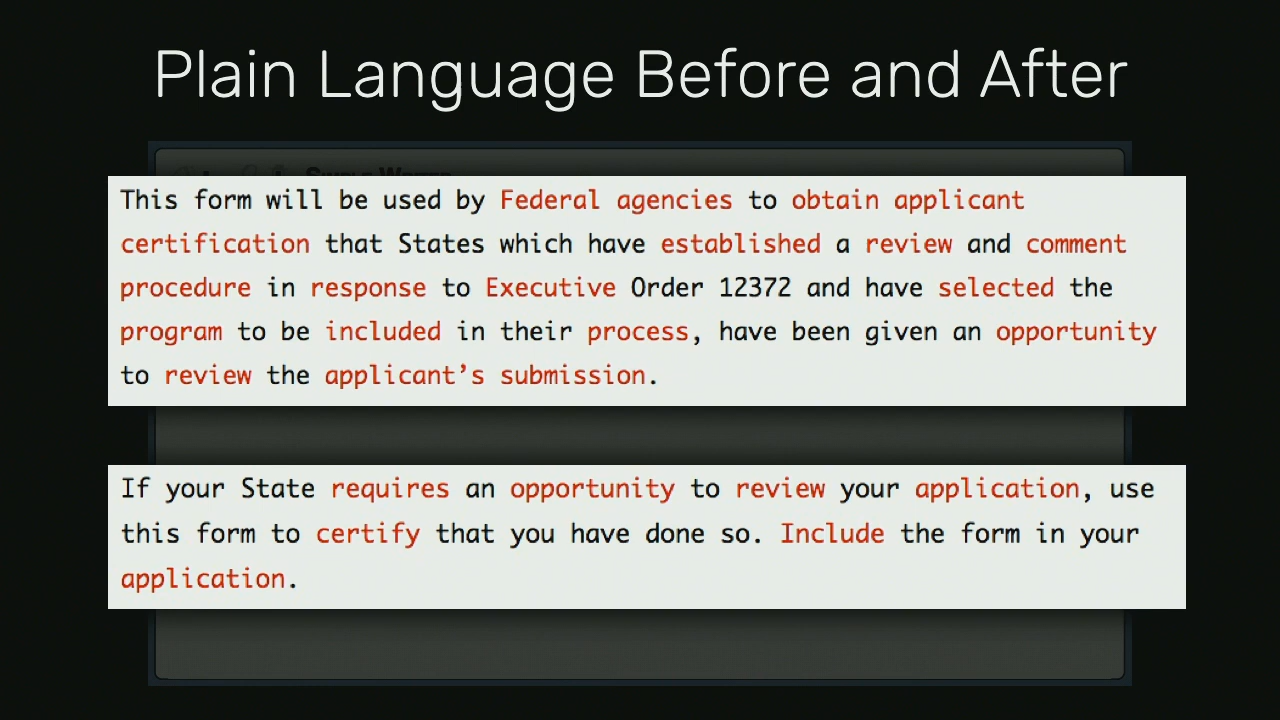 Plain Language Before and After
This form will be used by Federal agencies to obtain applicant
certification that States which have established a review and comment
procedure in response to Executive Order 12372 and have selected the
program to be included in their process, have been given an opportunity
to review the applicant’s submission.
If your State requires an opportunity to review your application, use
this form to certify that you have done so. Include the form in your
application.